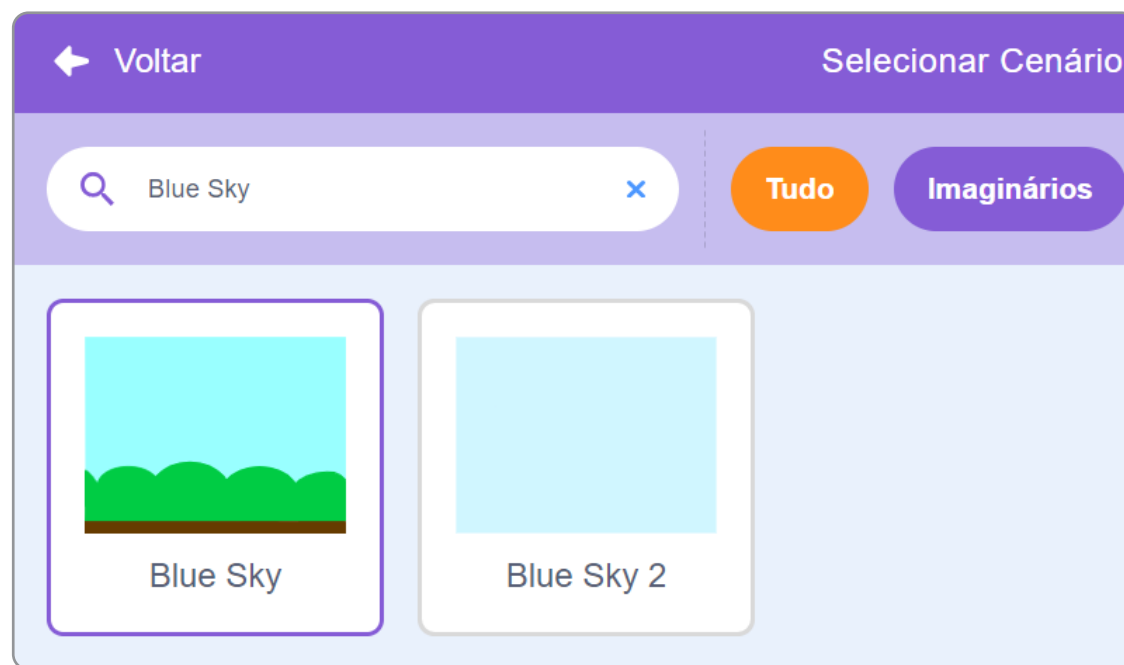 Voltar
Selecionar Cenário
Blue Sky
Tudo
Imaginários
Blue Sky
Blue Sky 2